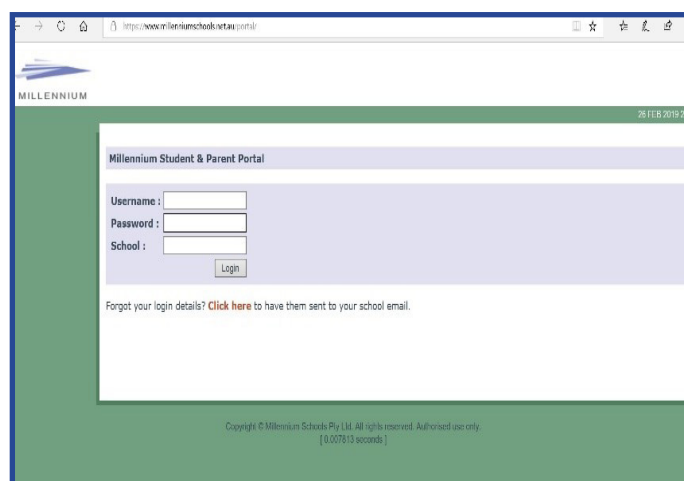 https://www.millenniumschools.net.au/portal/
MILLENNIUM
26 FEB 2019 2
Millennium Student & Parent Portal
Username :
Password :
School :
Login
Forgot your login details? Click here to have them sent to your school email.
Copyright © Millennium Schools Pty Ltd. All rights reserved. Authorised use only.
[ 0.007813 seconds ]